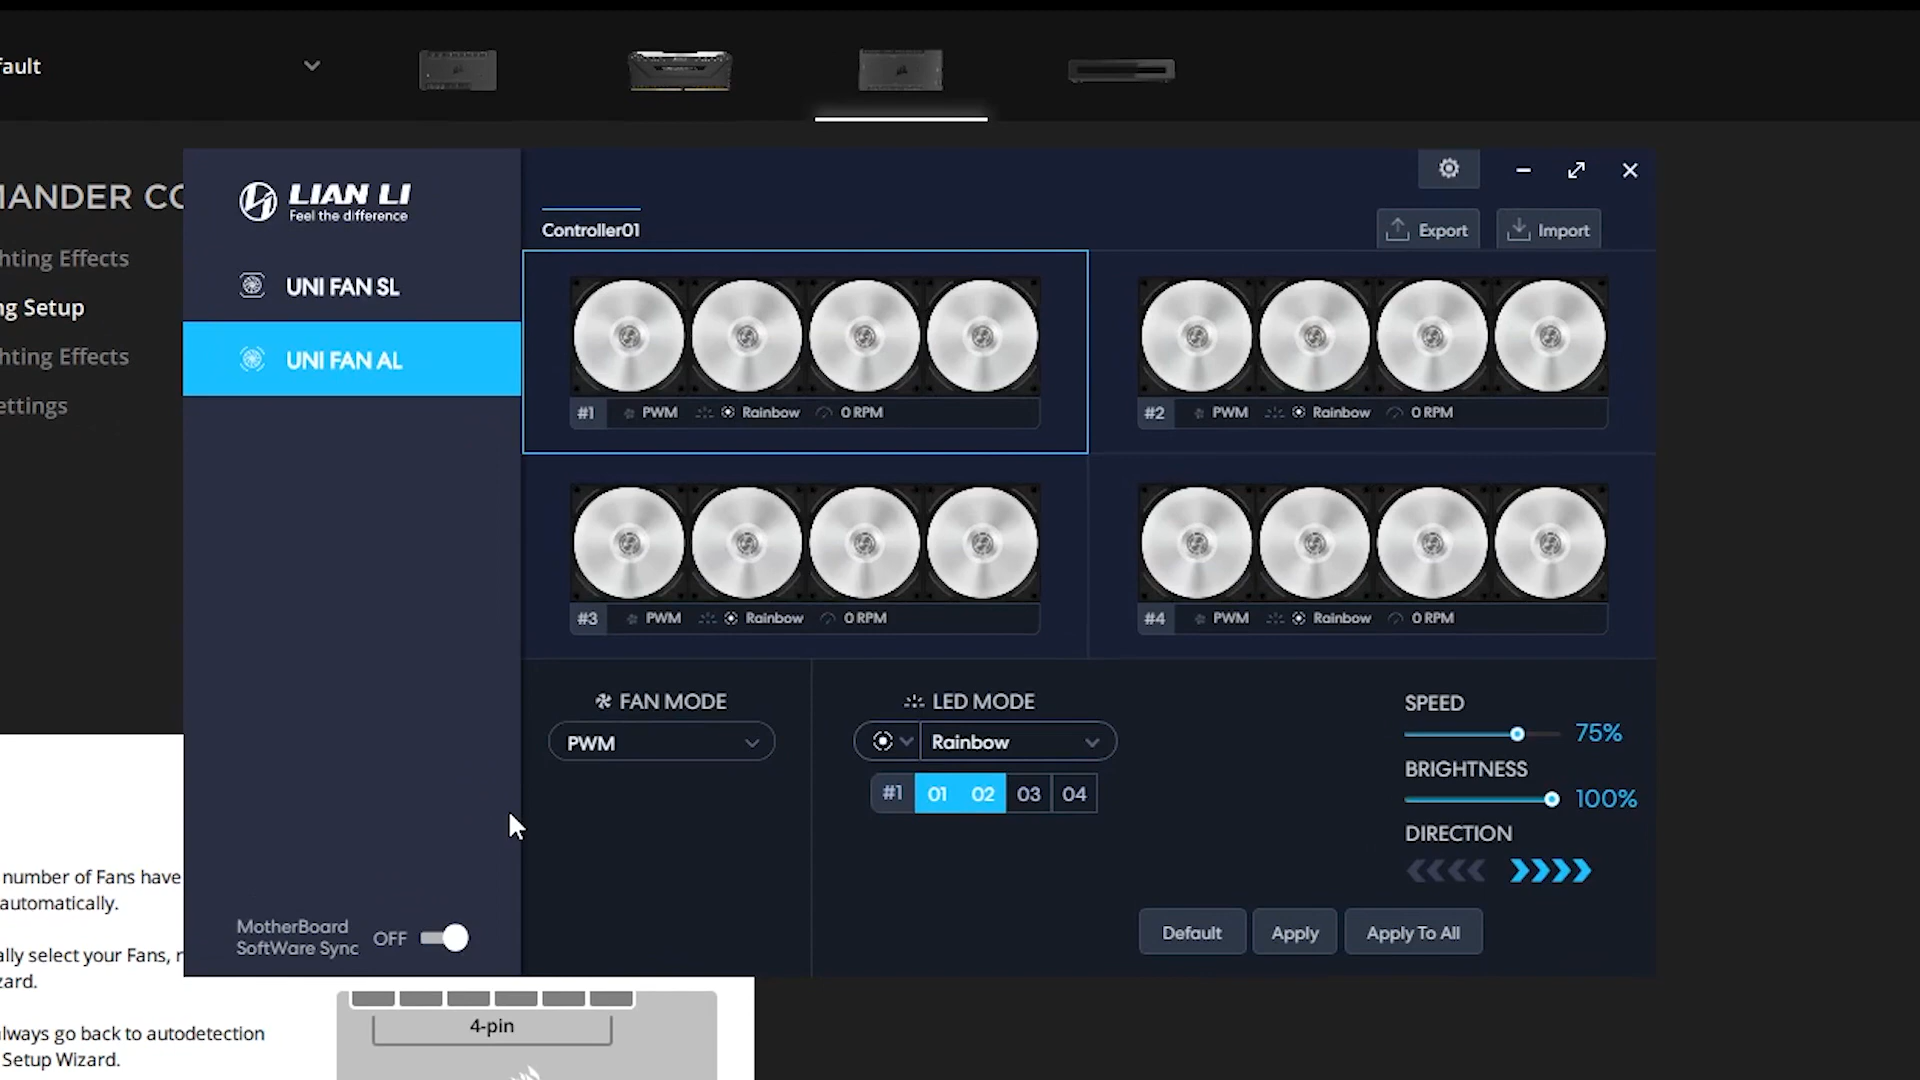 ault
MANDER CO
hting Effects
ng Setup
hting Effects
ettings
LIAN LI
Feel the difference
UNI FAN SL
UNI FAN AL
MotherBoard
SoftWare Sync
OFF
Controller01
Export
Import
#1 PWM Rainbow 0 RPM
#2 PWM Rainbow 0 RPM
#3 PWM Rainbow 0 RPM
#4 PWM Rainbow 0 RPM
FAN MODE
PWM
LED MODE
Rainbow
#1 01 02 03 04
SPEED
75%
BRIGHTNESS
100%
DIRECTION
Default
Apply
Apply To All
number of Fans have
automatically.
ally select your Fans, r
zard.
always go back to autodetection
Setup Wizard.
4-pin